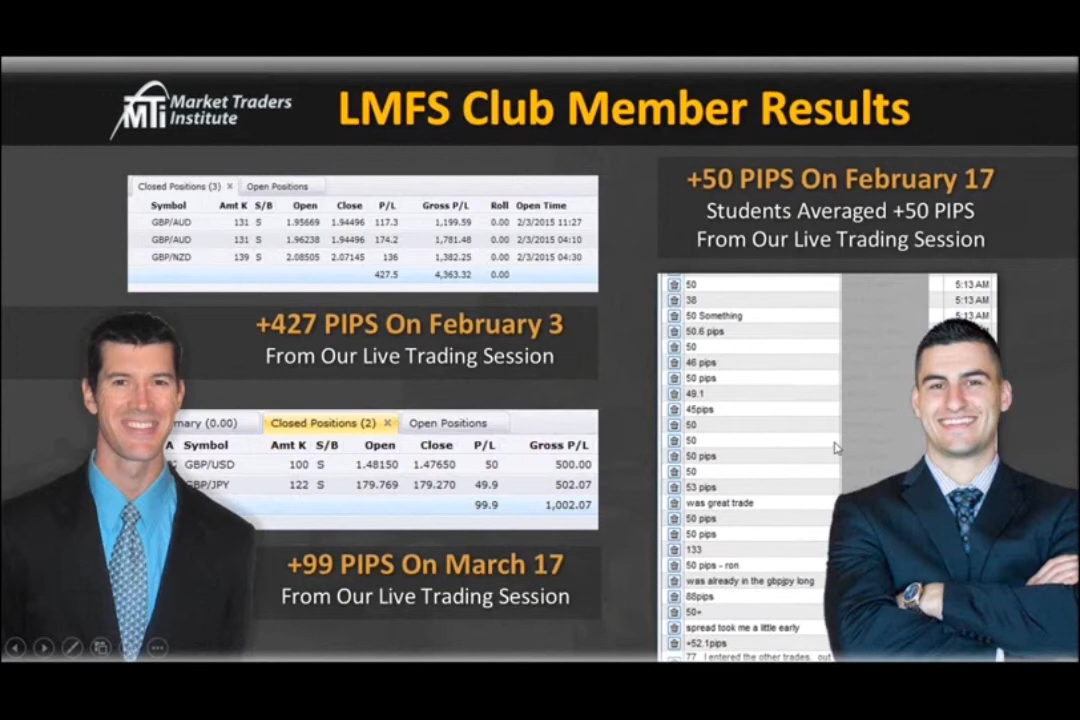 MTi Market Traders
Institute
LMFS Club Member Results
Closed Positions (3) × Open Positions
Symbol Amt K S/B Open Close P/L Gross P/L Roll Open Time
GBP/AUD 131 S 1.95669 1.94496 117.3 1,199.59 0.00 2/3/2015 11:27
GBP/AUD 131 S 1.96238 1.94496 174.2 1,781.48 0.00 2/3/2015 04:10
GBP/NZD 139 S 2.08505 2.07145 136 1,382.25 0.00 2/3/2015 04:30
427.5 4,363.32 0.00
+427 PIPS On February 3
From Our Live Trading Session
mary (0.00) Closed Positions (2) × Open Positions
Symbol Amt K S/B Open Close P/L Gross P/L
GBP/USD 100 S 1.48150 1.47650 50 500.00
GBP/JPY 122 S 179.769 179.270 49.9 502.07
99.9 1,002.07
+99 PIPS On March 17
From Our Live Trading Session
+50 PIPS On February 17
Students Averaged +50 PIPS
From Our Live Trading Session
50 5:13 AM
38 5:13 AM
50 Something 5:13 AM
50.6 pips
50
46 pips
50 pips
49.1
45pips
50
50
50 pips
50
53 pips
was great trade
50 pips
50 pips
133
50 pips - ron
was already in the gbpjpy long
88pips
50+
spread took me a little early
+52.1pips
77 I entered the other trades out